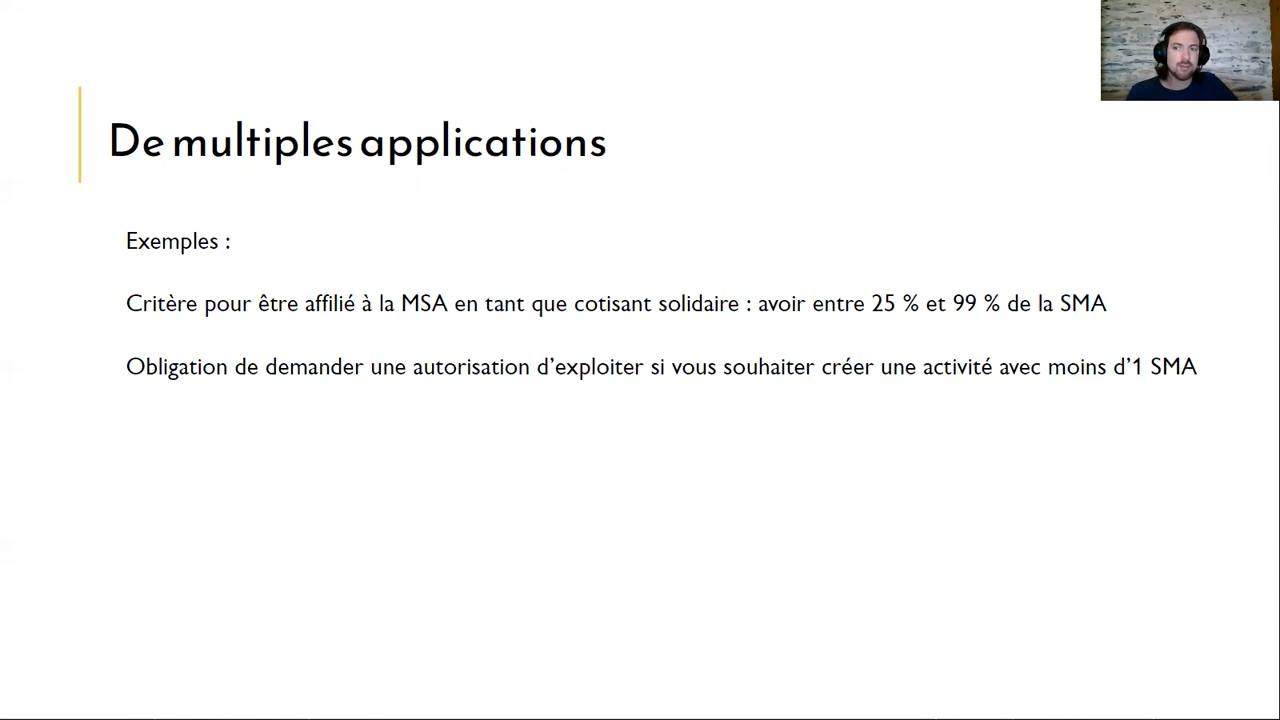 De multiples applications
Exemples :
Critère pour être affilié à la MSA en tant que cotisant solidaire : avoir entre 25 % et 99 % de la SMA
Obligation de demander une autorisation d’exploiter si vous souhaiter créer une activité avec moins d’1 SMA